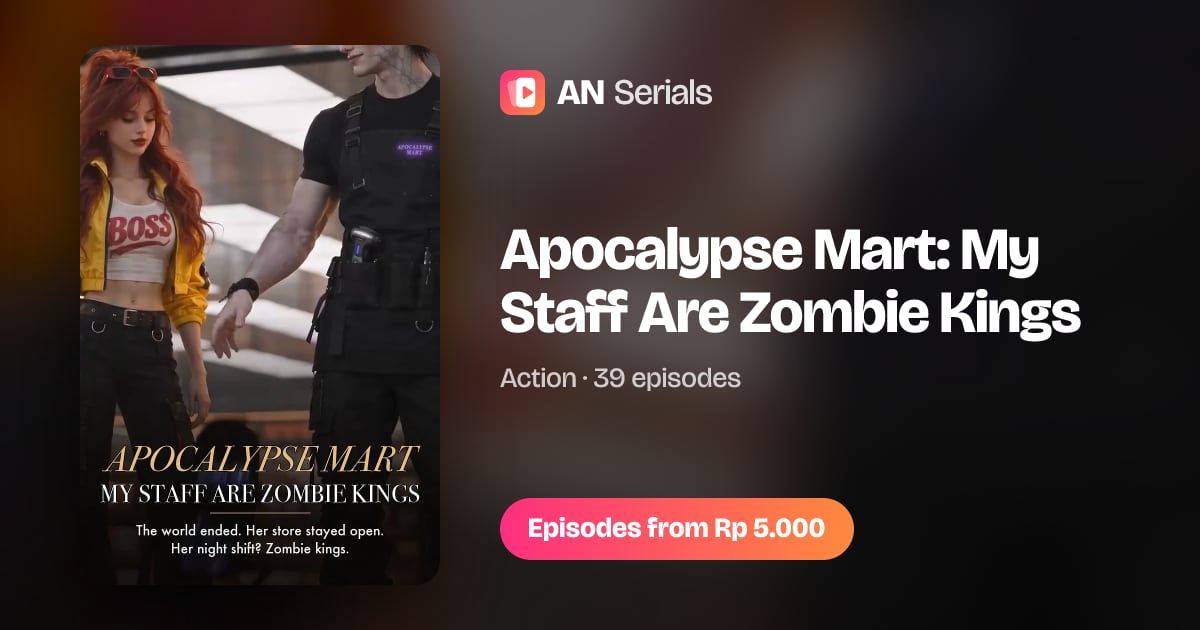 BOSS
APOCALYPSE
MART
APOCALYPSE MART
MY STAFF ARE ZOMBIE KINGS
The world ended. Her store stayed open.
Her night shift? Zombie kings.
AN Serials
Apocalypse Mart: My
Staff Are Zombie Kings
Action · 39 episodes
Episodes from Rp 5.000